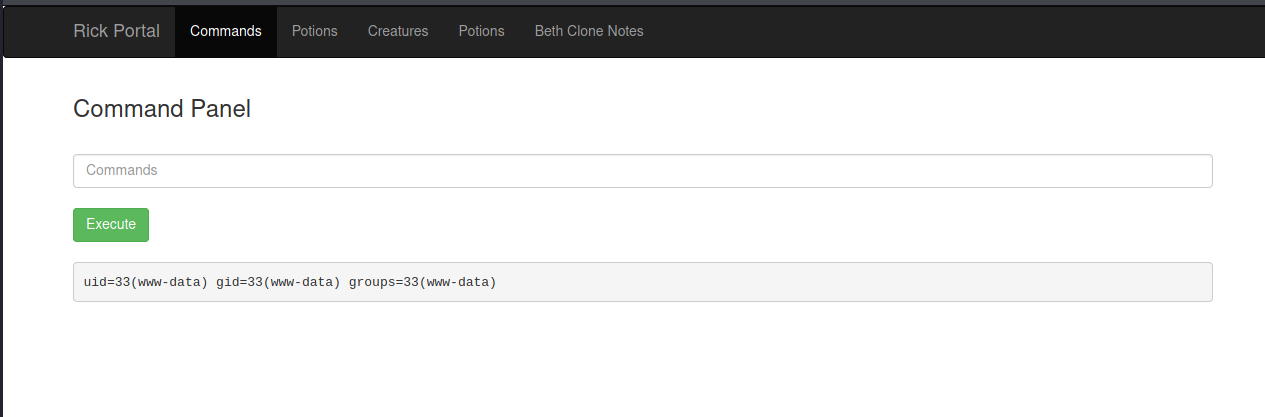 Rick Portal Commands Potions Creatures Potions Beth Clone Notes
Command Panel
Commands
Execute
uid=33(www-data) gid=33(www-data) groups=33(www-data)